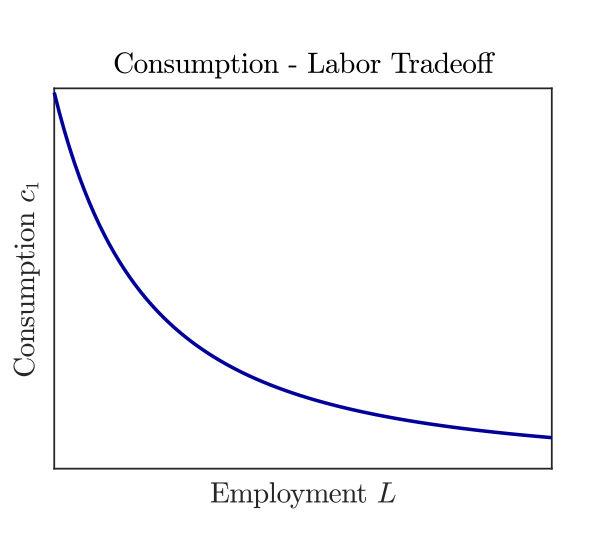 Consumption - Labor Tradeoff
Consumption c₁
Employment L